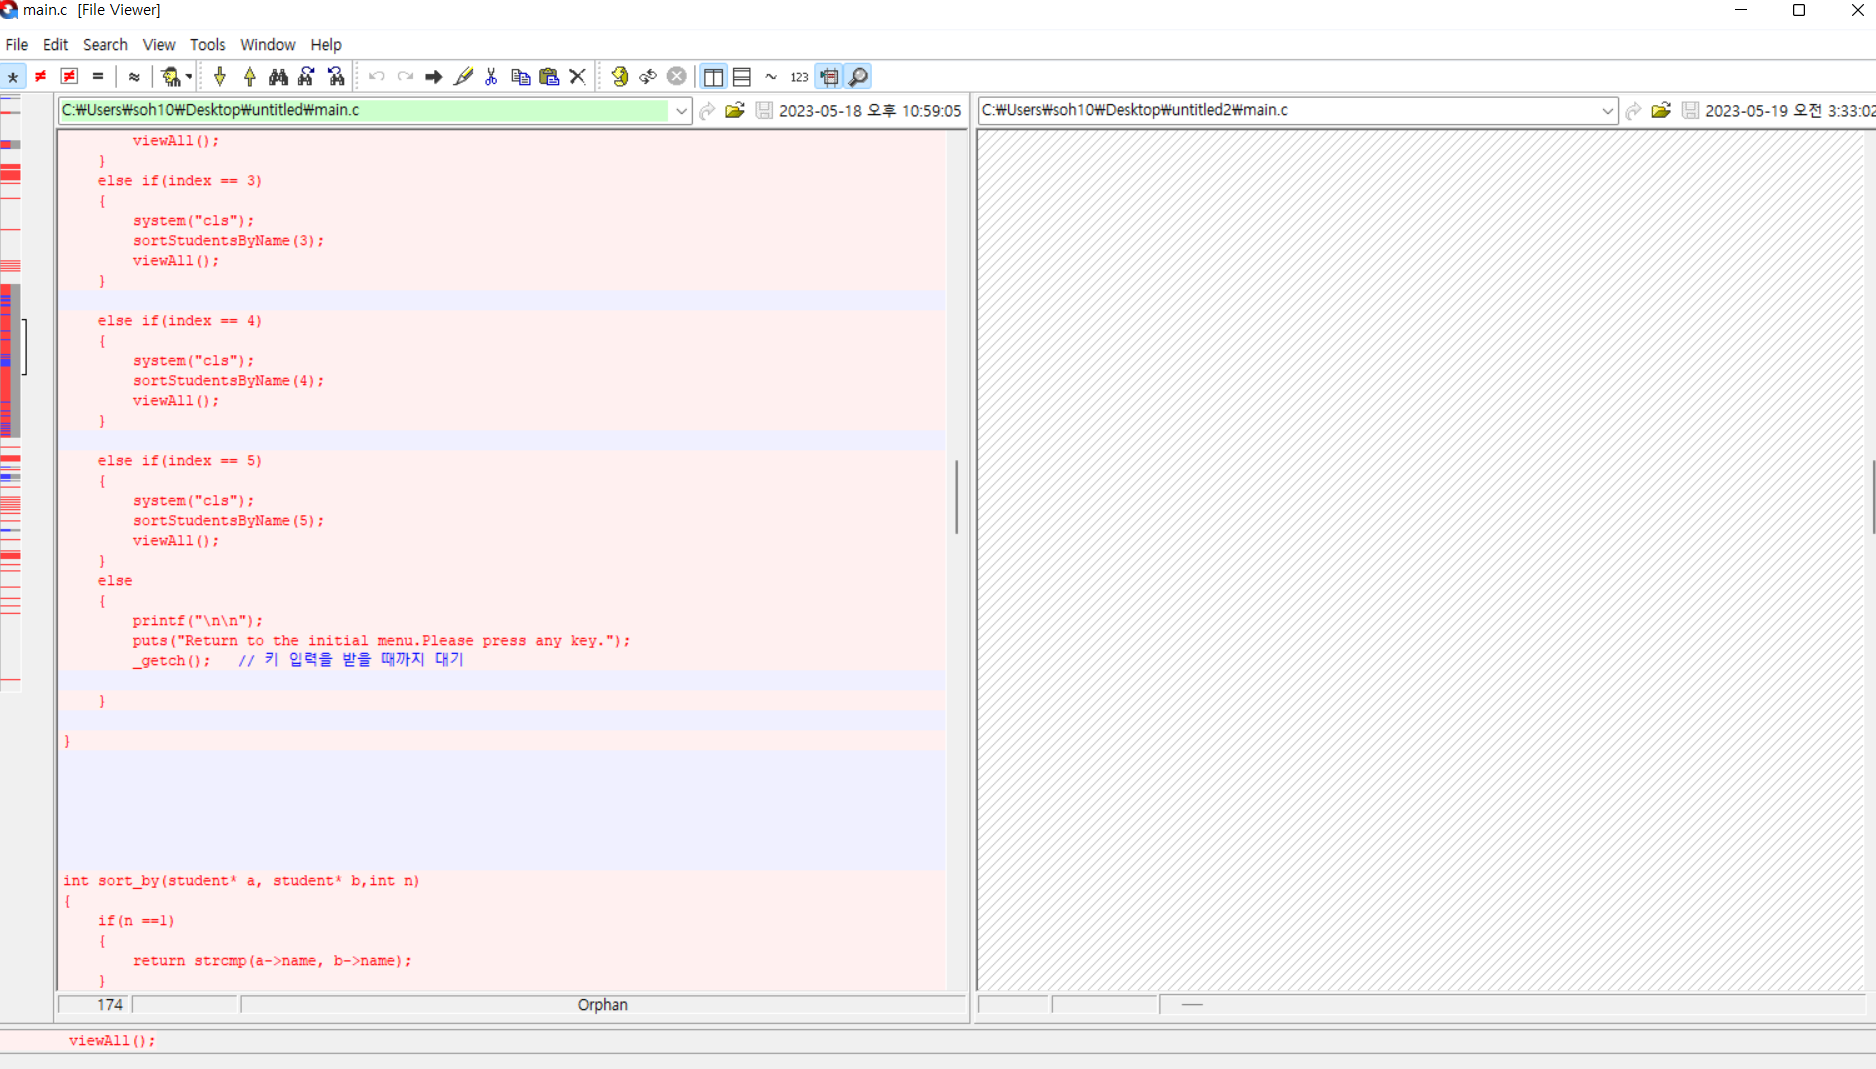 main.c [File Viewer]
File Edit Search View Tools Window Help
123
C:₩Users₩soh10₩Desktop₩untitled₩main.c 2023-05-18 오후 10:59:05 C:₩Users₩soh10₩Desktop₩untitled2₩main.c 2023-05-19 오전 3:33:02
viewAll();
}
else if(index == 3)
{
system("cls");
sortStudentsByName(3);
viewAll();
}
else if(index == 4)
{
system("cls");
sortStudentsByName(4);
viewAll();
}
else if(index == 5)
{
system("cls");
sortStudentsByName(5);
viewAll();
}
else
{
printf("\n\n");
puts("Return to the initial menu.Please press any key.");
_getch(); // 키 입력을 받을 때까지 대기
}
}
int sort_by(student* a, student* b,int n)
{
if(n ==1)
{
return strcmp(a->name, b->name);
}
174 Orphan
viewAll();